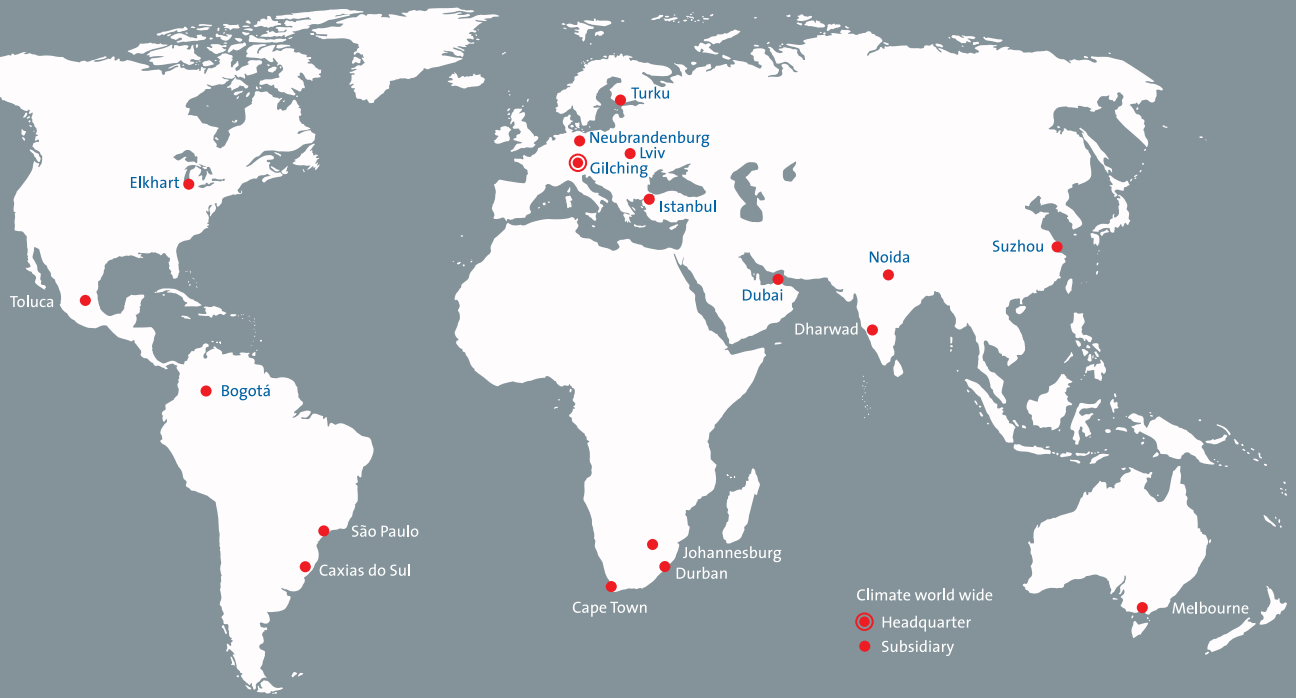 Turku
Neubrandenburg
Lviv
Gilching
Elkhart
Istanbul
Suzhou
Noida
Dubai
Toluca
Dharwad
Bogotá
São Paulo
Johannesburg
Caxias do Sul
Durban
Cape Town
Melbourne
Climate world wide
Headquarter
Subsidiary